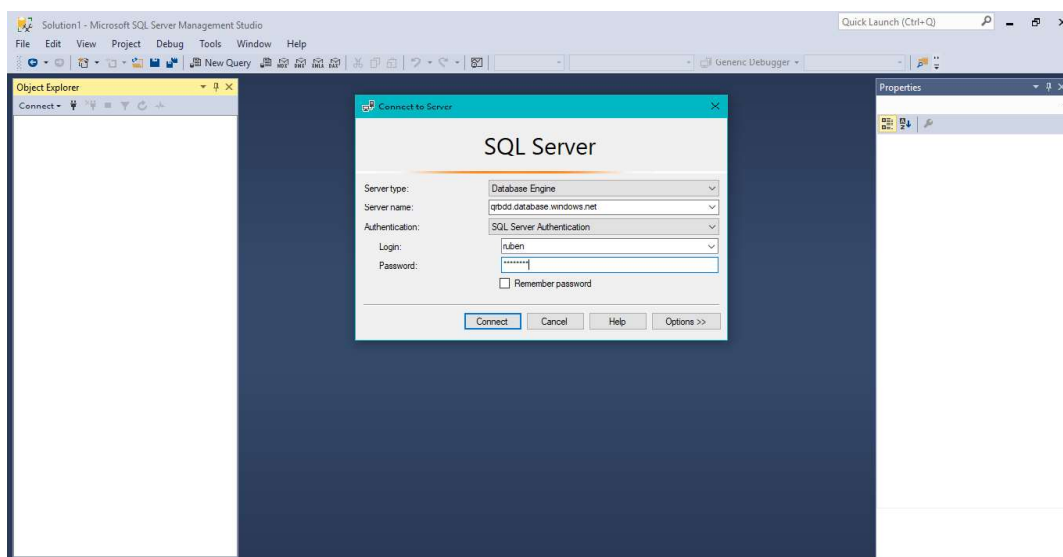 Solution1 - Microsoft SQL Server Management Studio
Quick Launch (Ctrl+Q)
File Edit View Project Debug Tools Window Help
New Query
Generic Debugger
Object Explorer
Properties
Connect
Connect to Server
SQL Server
Server type:
Database Engine
Server name:
qrbdd.database.windows.net
Authentication:
SQL Server Authentication
Login:
ruben
Password:
********
Remember password
Connect Cancel Help Options >>